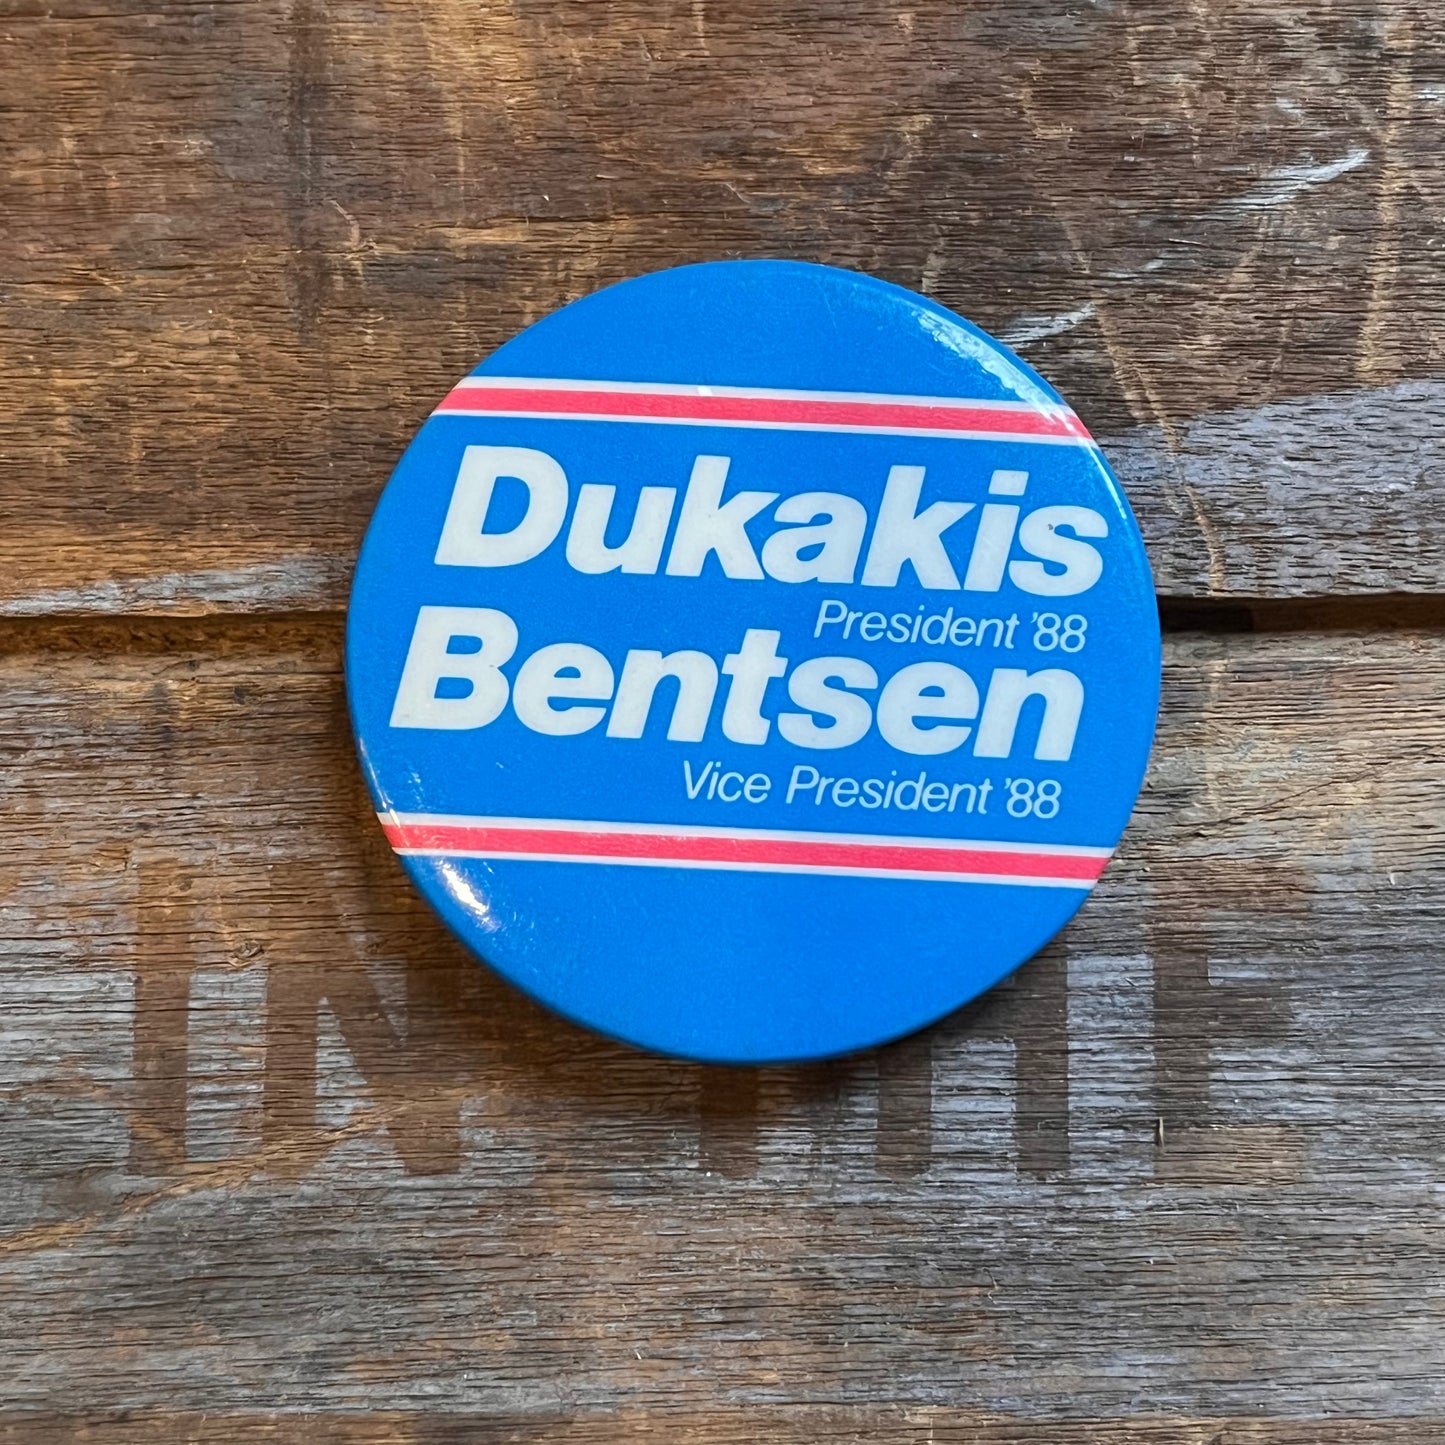 Dukakis
President '88
Bentsen
Vice President '88